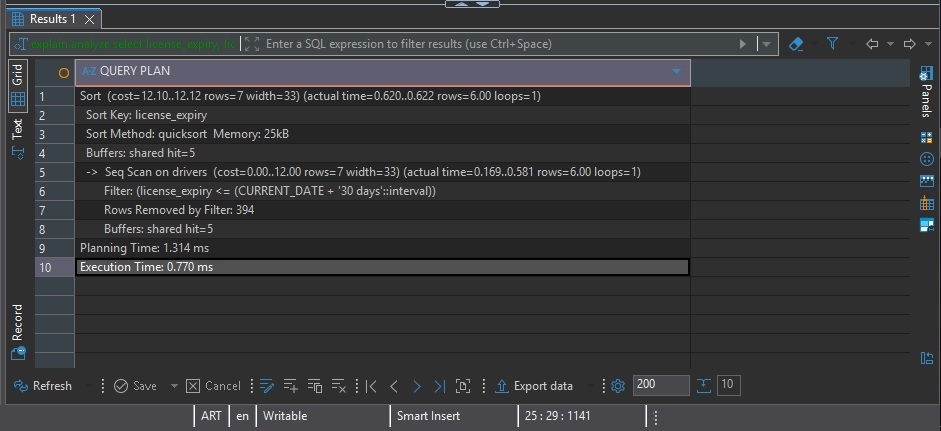 Results 1
explain analyze select license_expiry, lic
Enter a SQL expression to filter results (use Ctrl+Space)
Grid
Text
Record
Panels
A-Z QUERY PLAN
1 Sort (cost=12.10..12.12 rows=7 width=33) (actual time=0.620..0.622 rows=6.00 loops=1)
2 Sort Key: license_expiry
3 Sort Method: quicksort Memory: 25kB
4 Buffers: shared hit=5
5 -> Seq Scan on drivers (cost=0.00..12.00 rows=7 width=33) (actual time=0.169..0.581 rows=6.00 loops=1)
6 Filter: (license_expiry <= (CURRENT_DATE + '30 days'::interval))
7 Rows Removed by Filter: 394
8 Buffers: shared hit=5
9 Planning Time: 1.314 ms
10 Execution Time: 0.770 ms
Refresh Save Cancel Export data 200 10
ART en Writable Smart Insert 25 : 29 : 1141